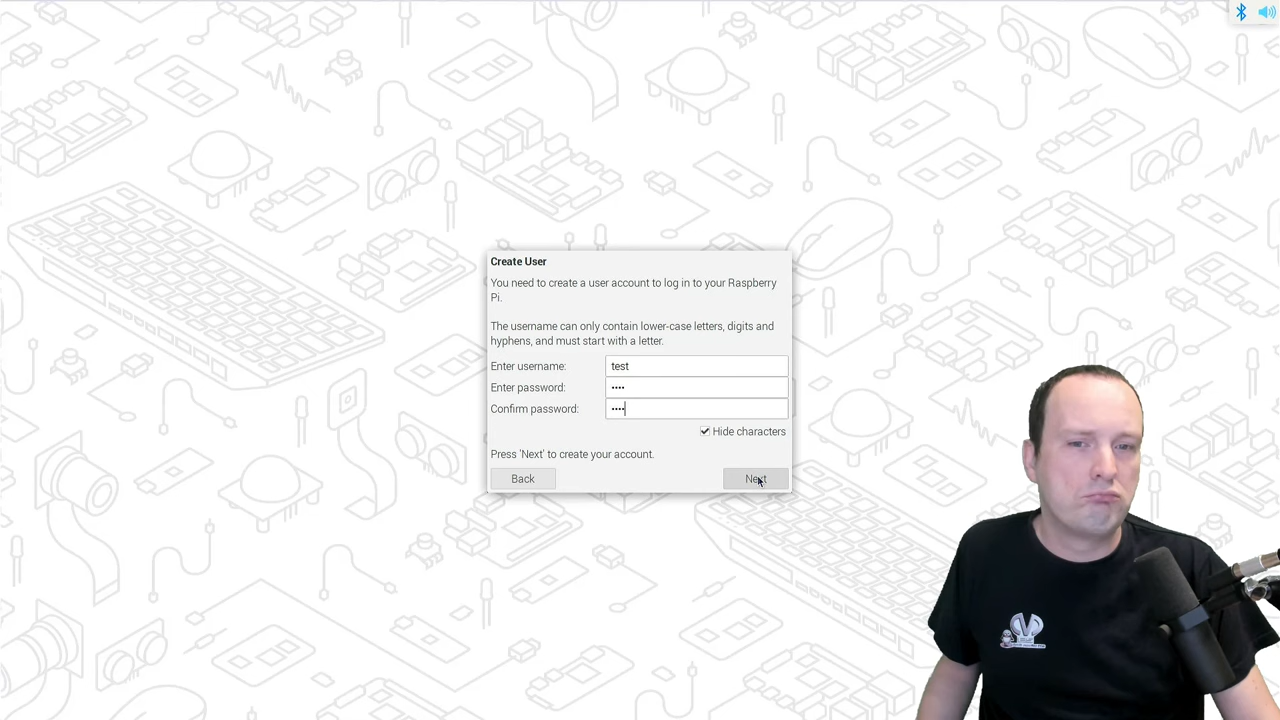 Create User
You need to create a user account to log in to your Raspberry
Pi.
The username can only contain lower-case letters, digits and
hyphens, and must start with a letter.
Enter username: test
Enter password: ••••
Confirm password: ••••
Hide characters
Press 'Next' to create your account.
Back Next